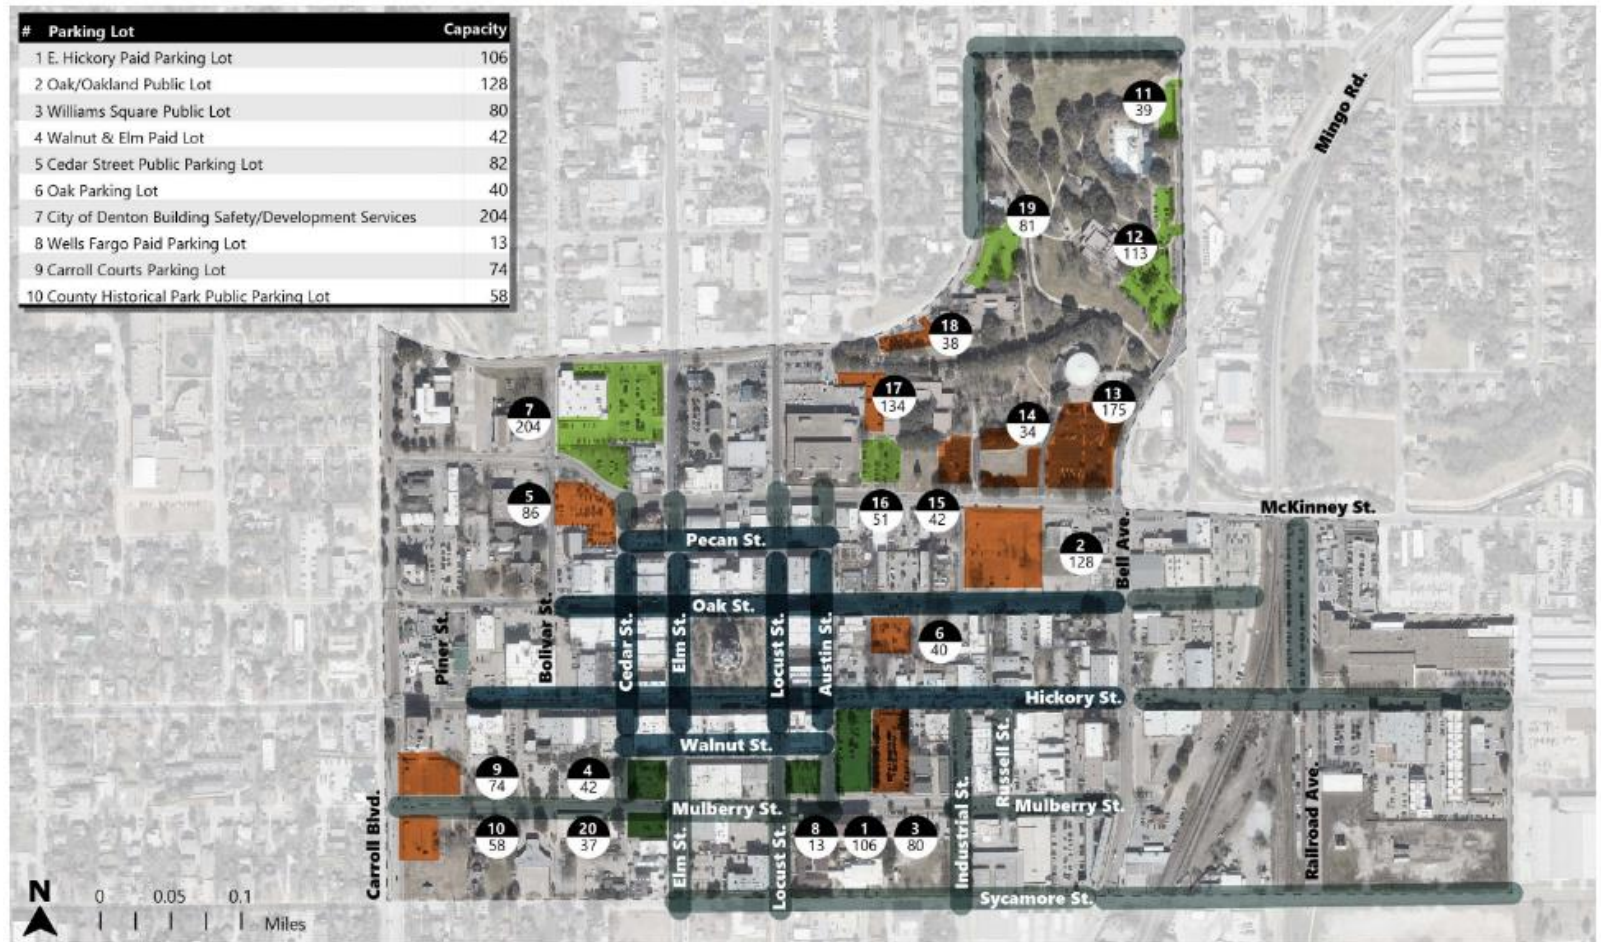 # Parking Lot Capacity
1 E. Hickory Paid Parking Lot 106
2 Oak/Oakland Public Lot 128
3 Williams Square Public Lot 80
4 Walnut & Elm Paid Lot 42
5 Cedar Street Public Parking Lot 82
6 Oak Parking Lot 40
7 City of Denton Building Safety/Development Services 204
8 Wells Fargo Paid Parking Lot 13
9 Carroll Courts Parking Lot 74
10 County Historical Park Public Parking Lot 58
Mingo Rd.
11
39
19
81
12
113
18
38
17
134
13
175
14
34
7
204
5
86
16
51
15
42
McKinney St.
Pecan St.
2
128
Bell Ave.
Oak St.
Piner St.
Bolivar St.
Cedar St.
Elm St.
Locust St.
Austin St.
6
40
Hickory St.
Walnut St.
Russell St.
9
74
4
42
Mulberry St.
Mulberry St.
Carroll Blvd.
10
58
20
37
Elm St.
Locust St.
8
13
1
106
3
80
Industrial St.
Railroad Ave.
Sycamore St.
N
0 0.05 0.1
Miles